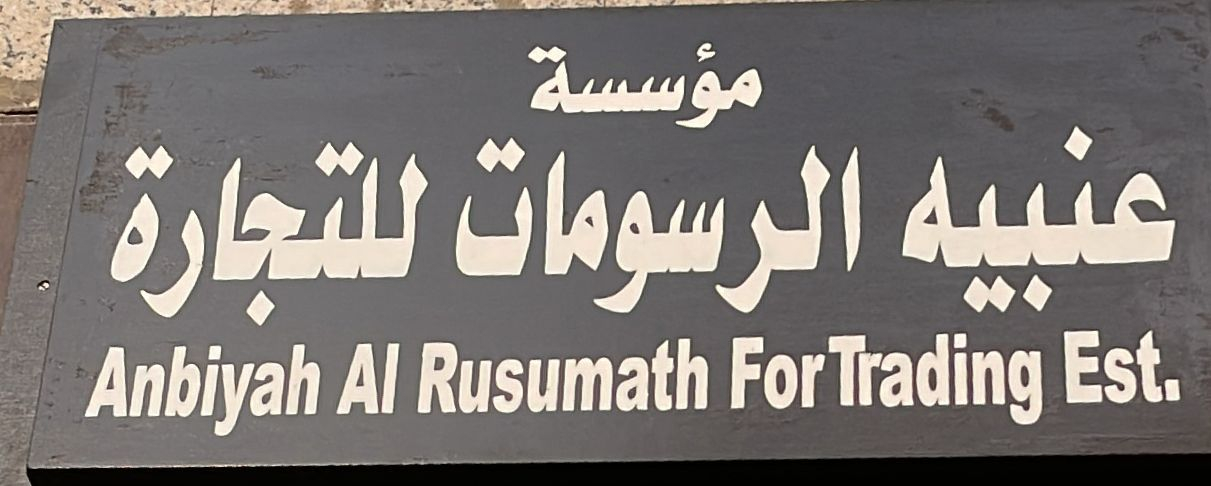 مؤسسة
عنبيه الرسومات للتجارة
Anbiyah Al Rusumath For Trading Est.